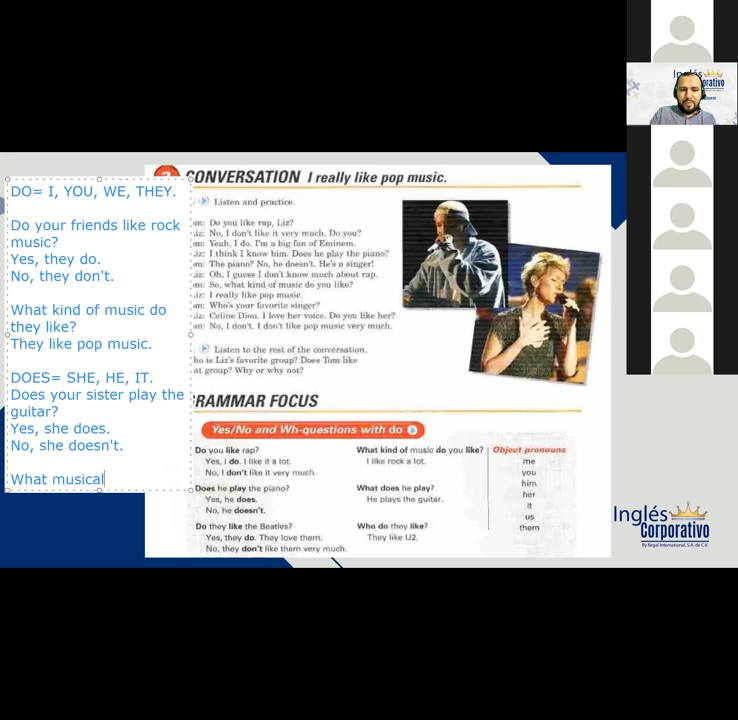 DO= I, YOU, WE, THEY.
Do your friends like rock
music?
Yes, they do.
No, they don't.
What kind of music do
they like?
They like pop music.
DOES= SHE, HE, IT.
Does your sister play the
guitar?
Yes, she does.
No, she doesn't.
What musical
CONVERSATION I really like pop music.
Listen and practice.
Do you like rap, Liz?
No, I don't like it very much. Do you?
Yeah, I do. I'm a big fan of Eminem.
I think I know him. Does he play the piano?
The piano? No, he doesn't. He's a singer!
Oh, I guess I don't know much about rap.
So, what kind of music do you like?
I really like pop music.
Who's your favorite singer?
Celine Dion. I love her voice. Do you like her?
No, I don't. I don't like pop music very much.
Listen to the rest of the conversation.
ho is Liz's favorite group? Does Tom like
at group? Why or why not?
RAMMAR FOCUS
Yes/No and Wh-questions with do
Do you like rap?
Yes, I do. I like it a lot.
No, I don't like it very much.
Does he play the piano?
Yes, he does.
No, he doesn't.
Do they like the Beatles?
Yes, they do. They love them.
No, they don't like them very much.
What kind of music do you like?
I like rock a lot.
What does he play?
He plays the guitar.
Who do they like?
They like U2.
Object pronouns
me
you
him
her
it
us
them
Inglés
Corporativo
By Regal International, S.A. de C.V.